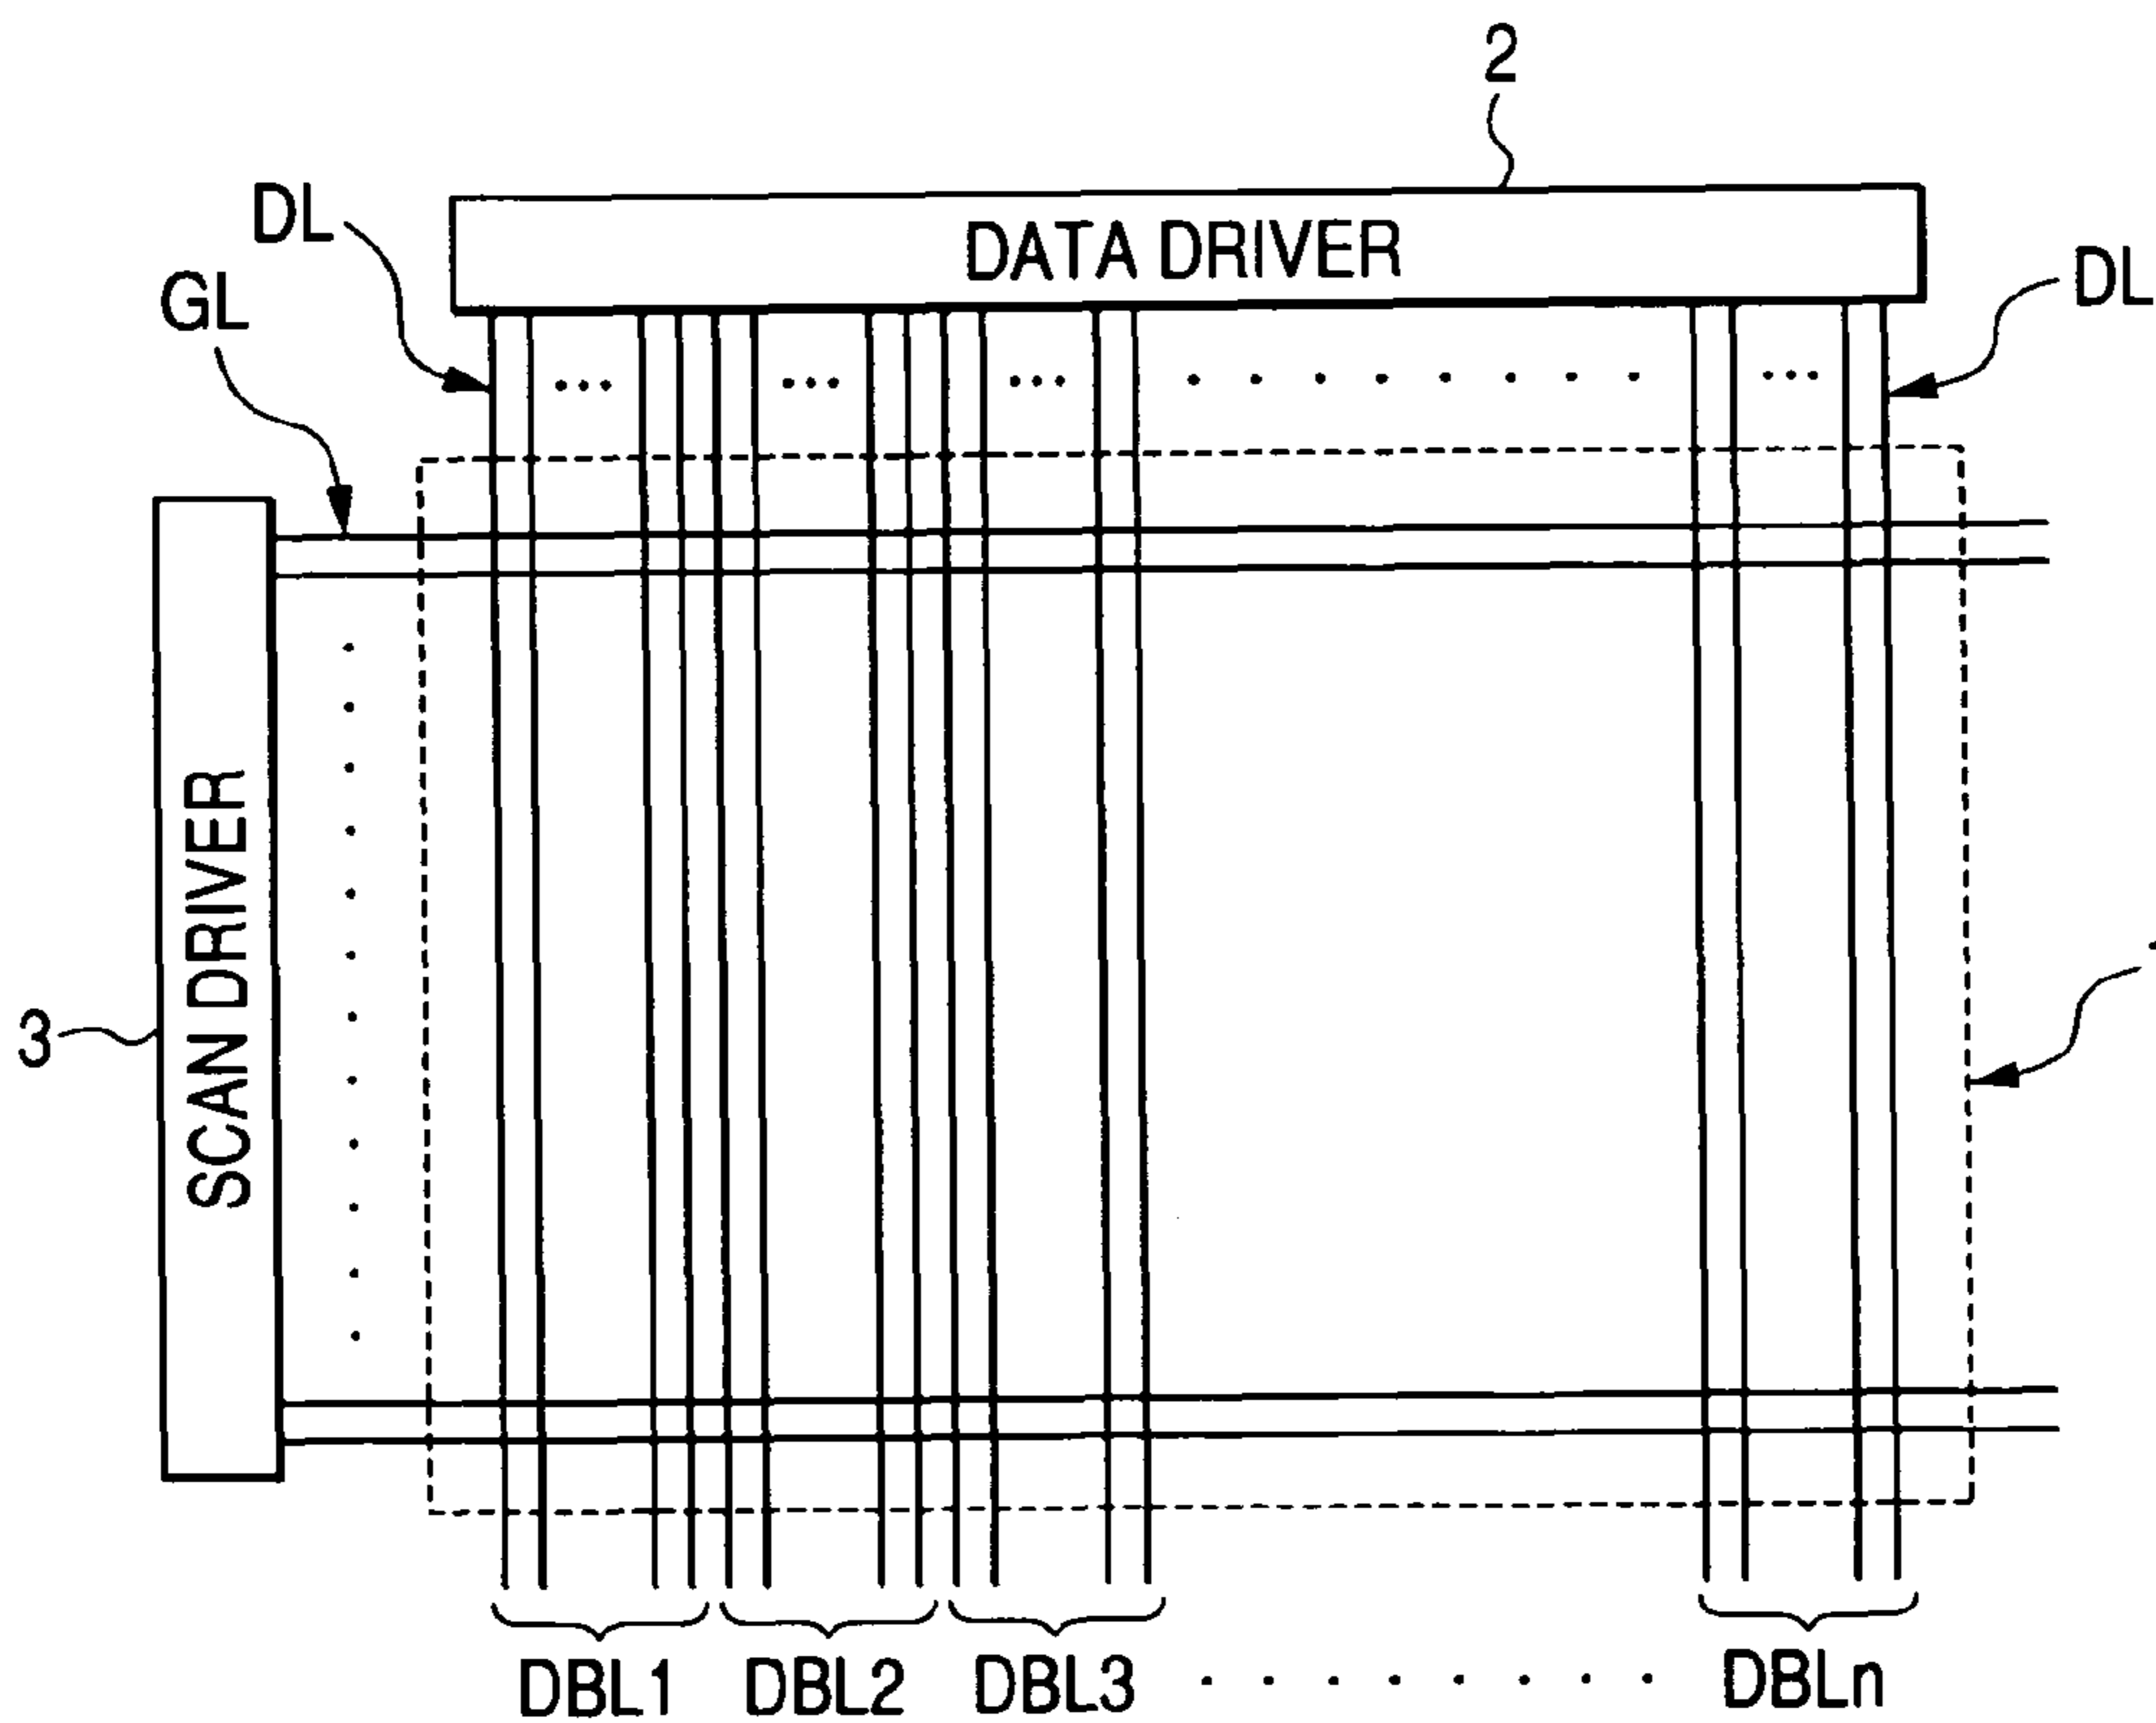 2
DL
DATA DRIVER
DL
GL
SCAN DRIVER
3
DBL1 DBL2 DBL3 DBLn